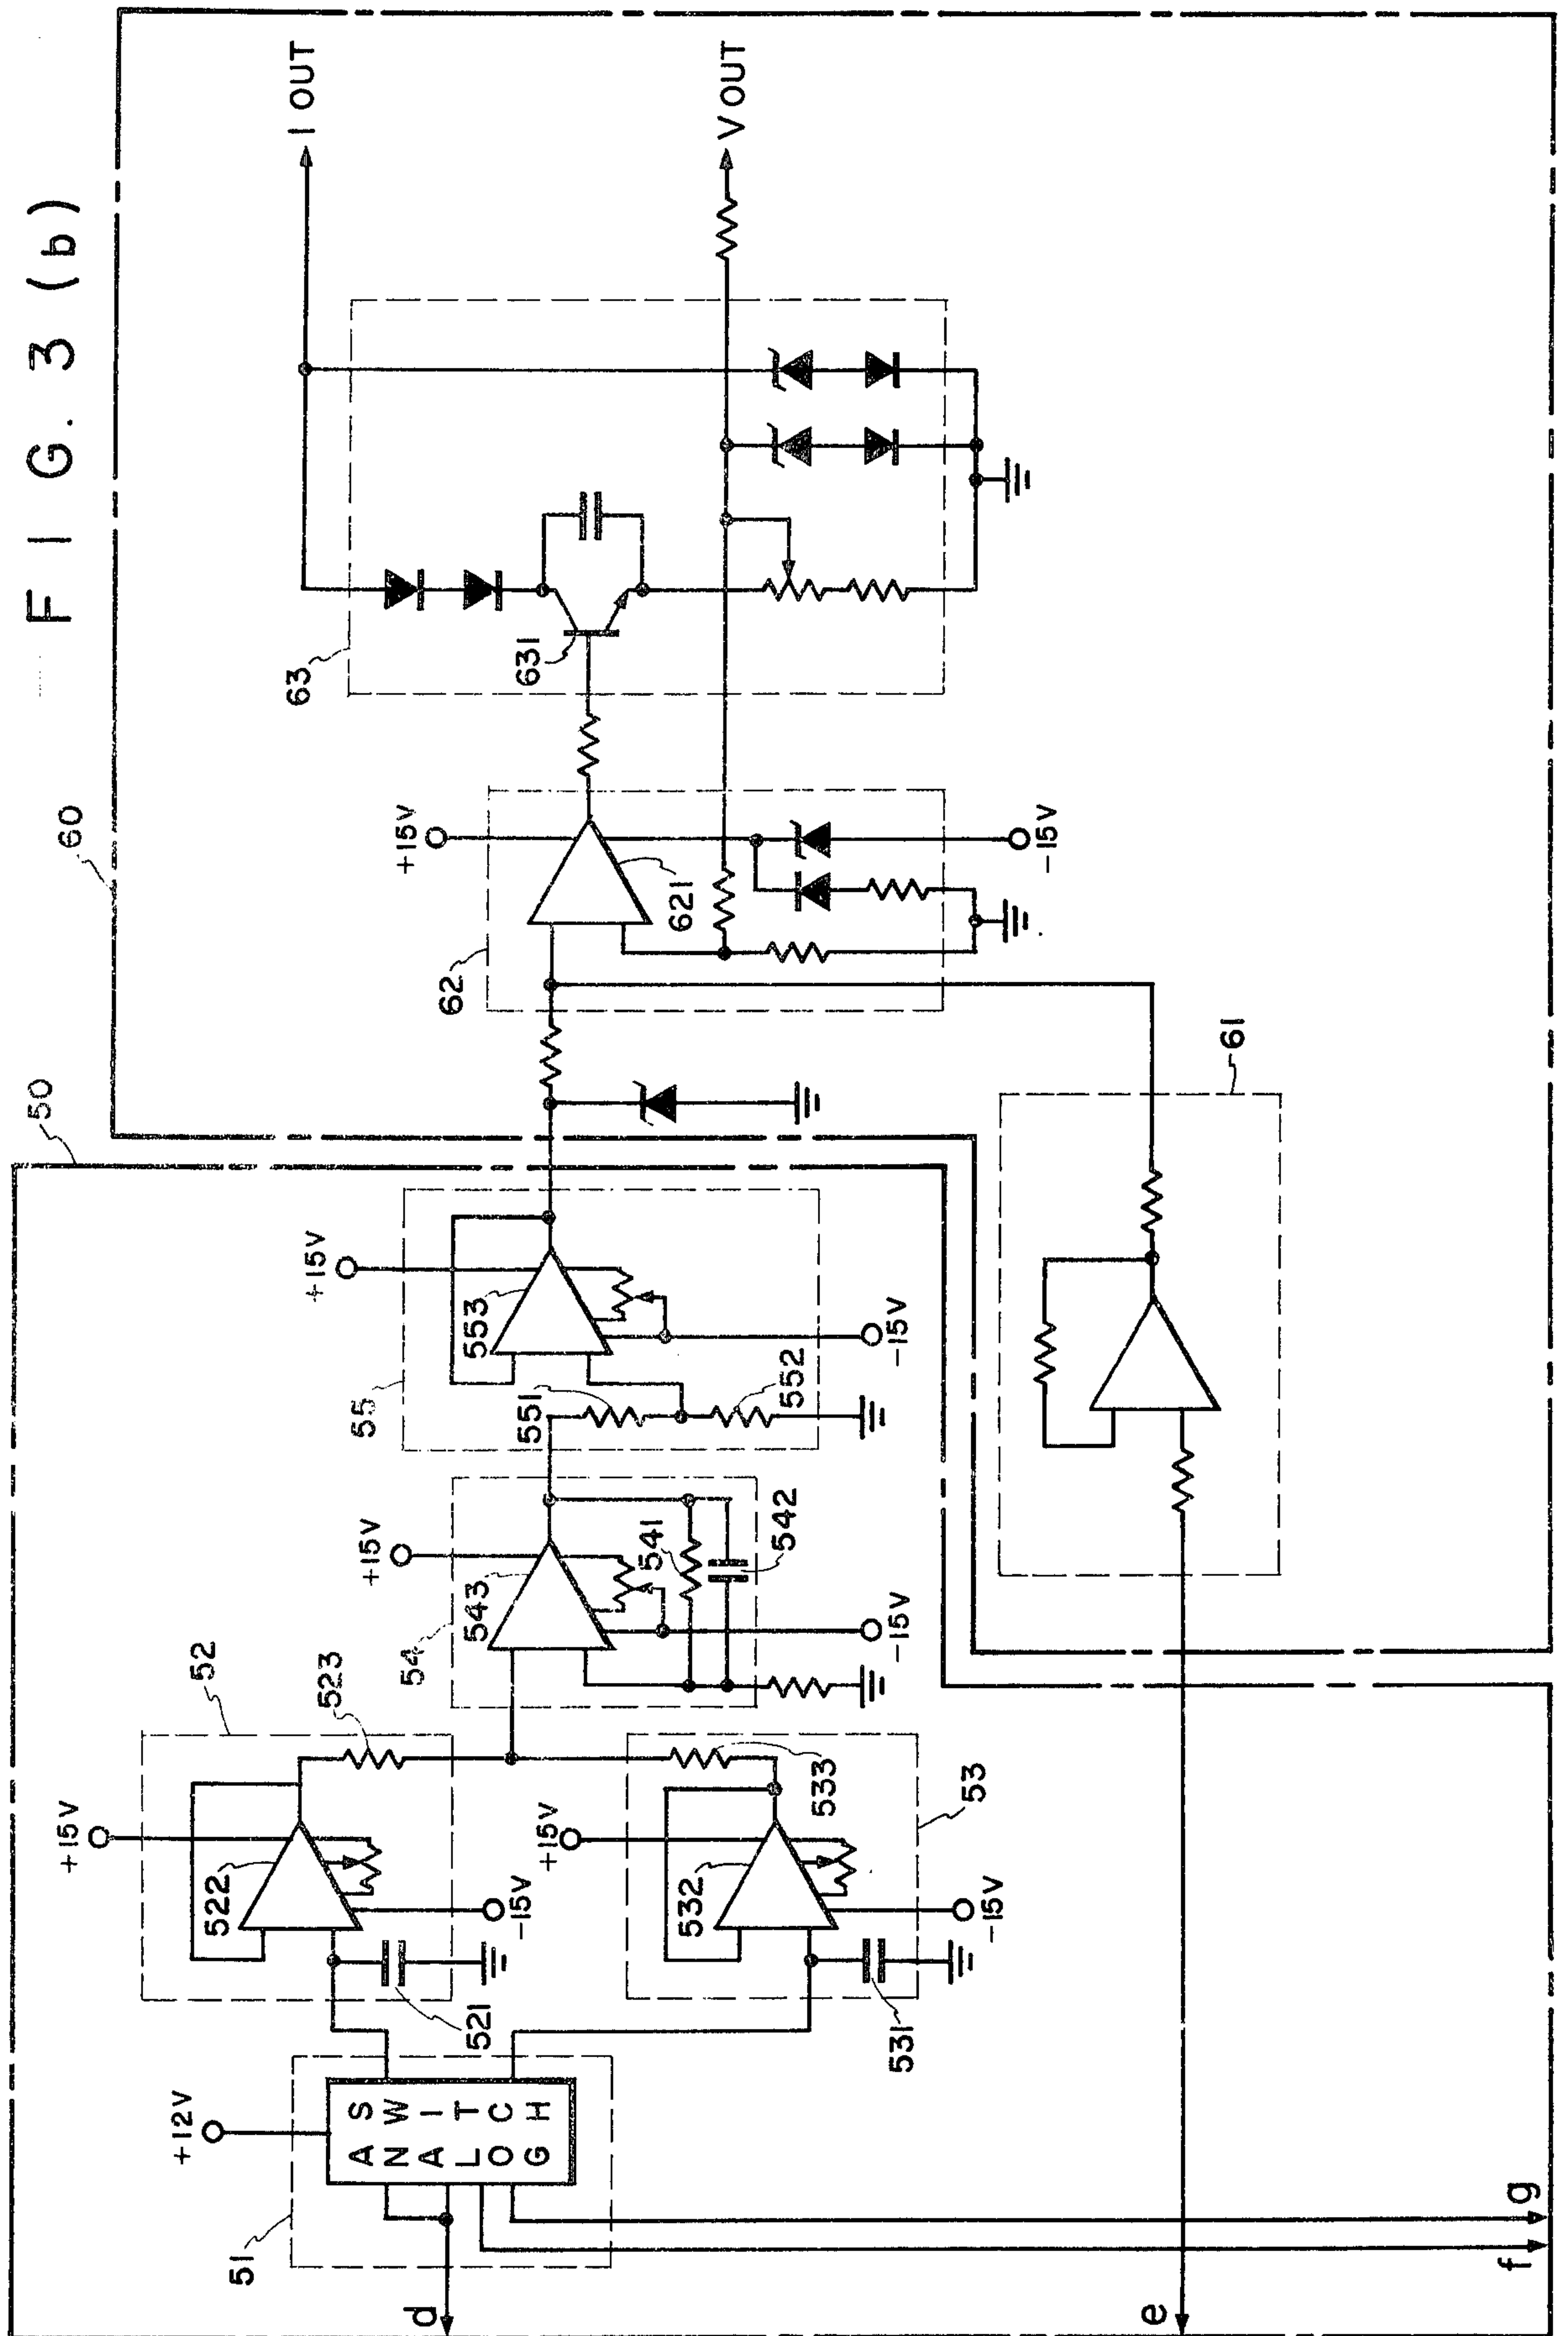 FIG. 3 (b)
50
60
+12V
51
ANALOG
SWITCH
d
f
g
e
+15V
52
522
523
521
-15V
+15V
53
532
533
531
-15V
+15V
54
543
541
542
-15V
+15V
55
553
551
552
-15V
61
+15V
62
621
-15V
63
631
I OUT
V OUT